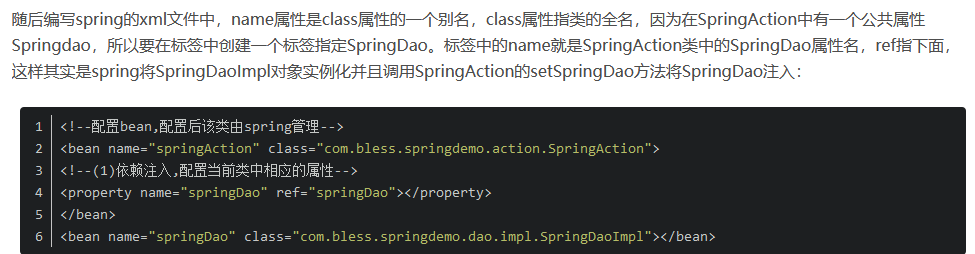 随后编写spring的xml文件中，name属性是class属性的一个别名，class属性指类的全名，因为在SpringAction中有一个公共属性
Springdao，所以要在标签中创建一个标签指定SpringDao。标签中的name就是SpringAction类中的SpringDao属性名，ref指下面，
这样其实是spring将SpringDaoImpl对象实例化并且调用SpringAction的setSpringDao方法将SpringDao注入：
1 <!--配置bean,配置后该类由spring管理-->
2 <bean name="springAction" class="com.bless.springdemo.action.SpringAction">
3 <!--(1)依赖注入,配置当前类中相应的属性-->
4 <property name="springDao" ref="springDao"></property>
5 </bean>
6 <bean name="springDao" class="com.bless.springdemo.dao.impl.SpringDaoImpl"></bean>